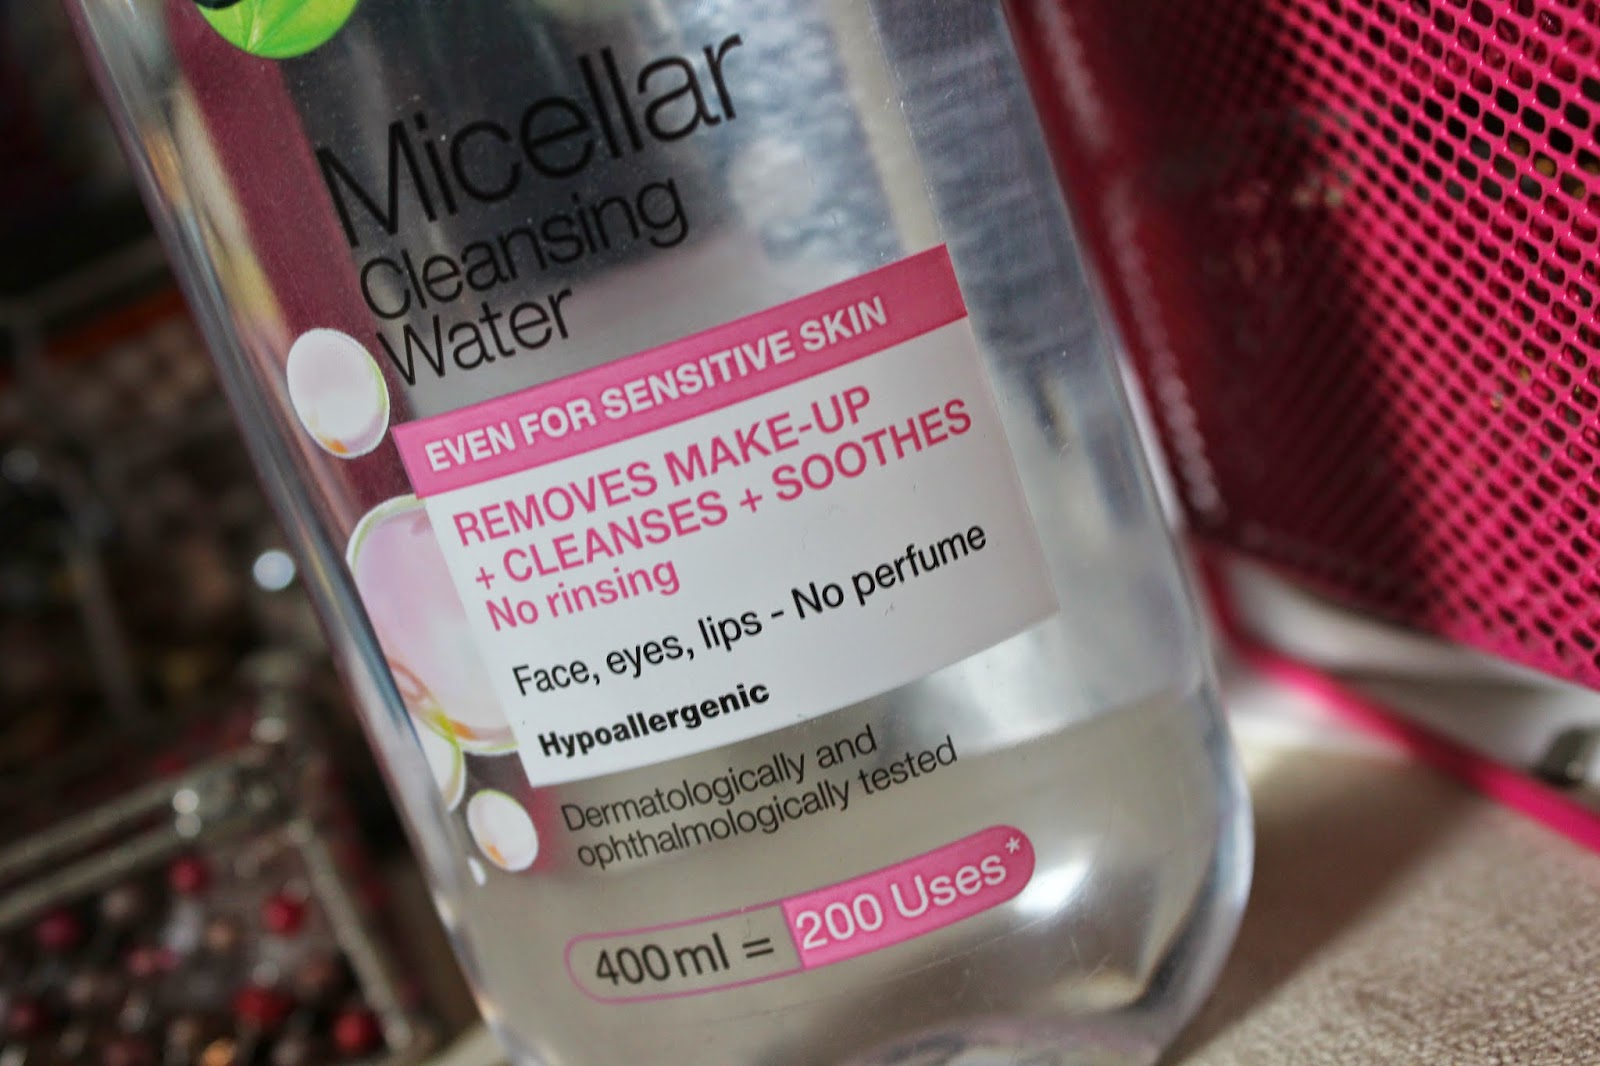 Micellar
Cleansing
Water
EVEN FOR SENSITIVE SKIN
REMOVES MAKE-UP
+ CLEANSES + SOOTHES
No rinsing
Face, eyes, lips - No perfume
Hypoallergenic
Dermatologically and
ophthalmologically tested
400ml = 200 Uses*